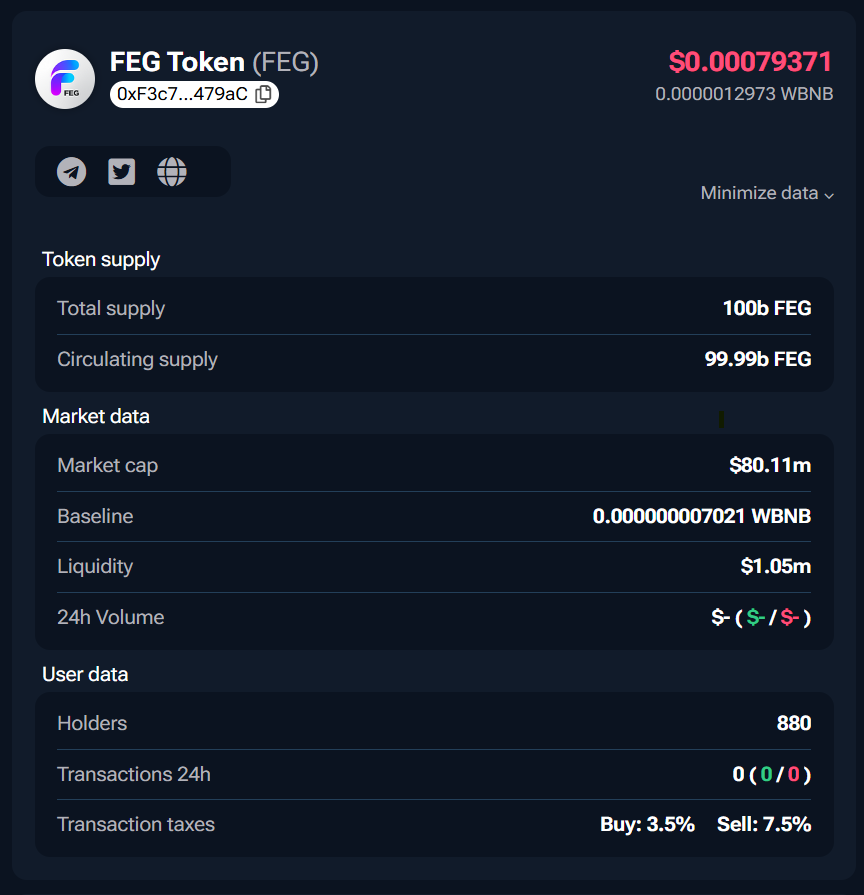 FEG Token (FEG)
$0.00079371
FEG
0xF3c7...479aC
0.0000012973 WBNB
Minimize data
Token supply
Total supply 100b FEG
Circulating supply 99.99b FEG
Market data
Market cap $80.11m
Baseline 0.000000007021 WBNB
Liquidity $1.05m
24h Volume $- ( $- / $- )
User data
Holders 880
Transactions 24h 0 ( 0 / 0 )
Transaction taxes Buy: 3.5% Sell: 7.5%